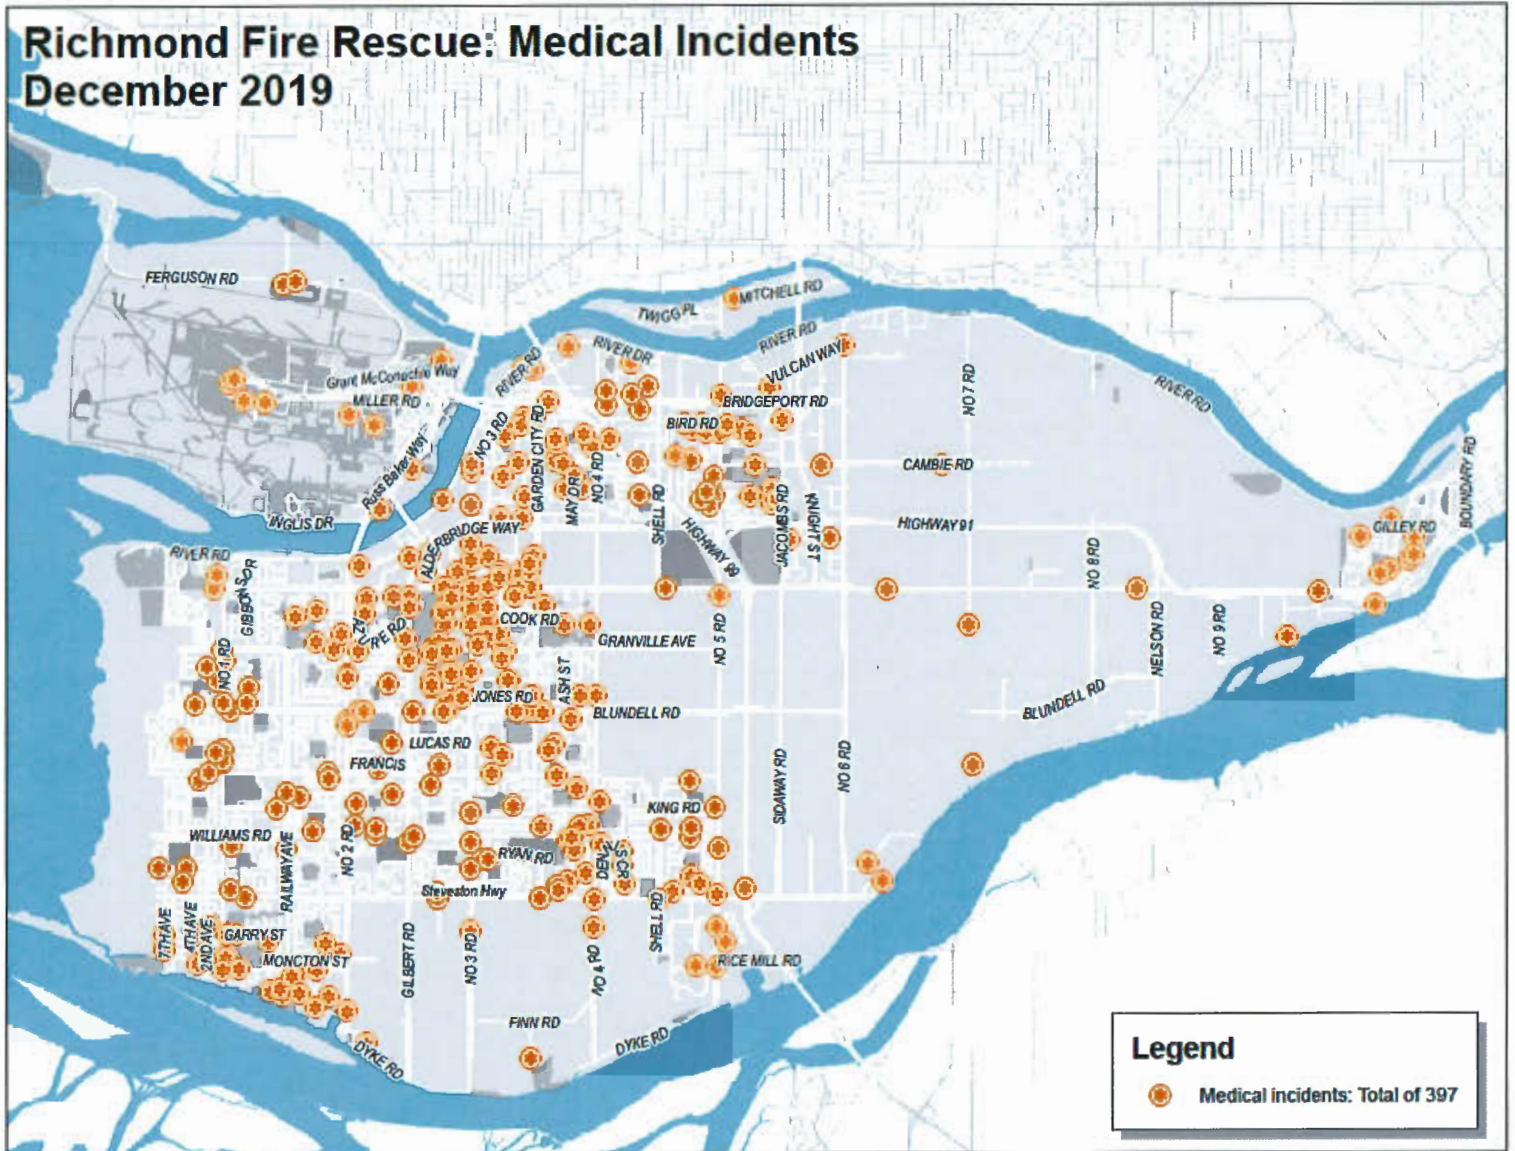 Richmond Fire Rescue: Medical Incidents
December 2019
FERGUSON RD
MITCHELL RD
TWIGG PL
RIVER RD
RIVER DR
RIVER RD
VULCAN WAY
Grant McConachie Way
MILLER RD
BRIDGEPORT RD
NO 7 RD
RIVER RD
BIRD RD
NO 3 RD
GARDEN CITY RD
Russ Baker Way
CAMBIE RD
BOUNDARY RD
MAY DR
NO 4 RD
SHELL RD
INGLIS DR
ALDERBRIDGE WAY
HIGHWAY 99
JACOMBS RD
KNIGHT ST
HIGHWAY 91
GILLEY RD
RIVER RD
GIBBONS DR
NO 8 RD
AZURE RD
COOK RD
GRANVILLE AVE
NO 5 RD
NELSON RD
NO 9 RD
NO 1 RD
ASH ST
JONES RD
BLUNDELL RD
BLUNDELL RD
LUCAS RD
FRANCIS
SIDAWAY RD
NO 6 RD
KING RD
WILLIAMS RD
RAILWAY AVE
NO 2 RD
RYAN RD
Steveston Hwy
SHELL RD
7TH AVE
4TH AVE
2ND AVE
GARRY ST
MONCTON ST
GILBERT RD
NO 3 RD
NO 4 RD
RICE MILL RD
FINN RD
DYKE RD
DYKE RD
Legend
Medical incidents: Total of 397